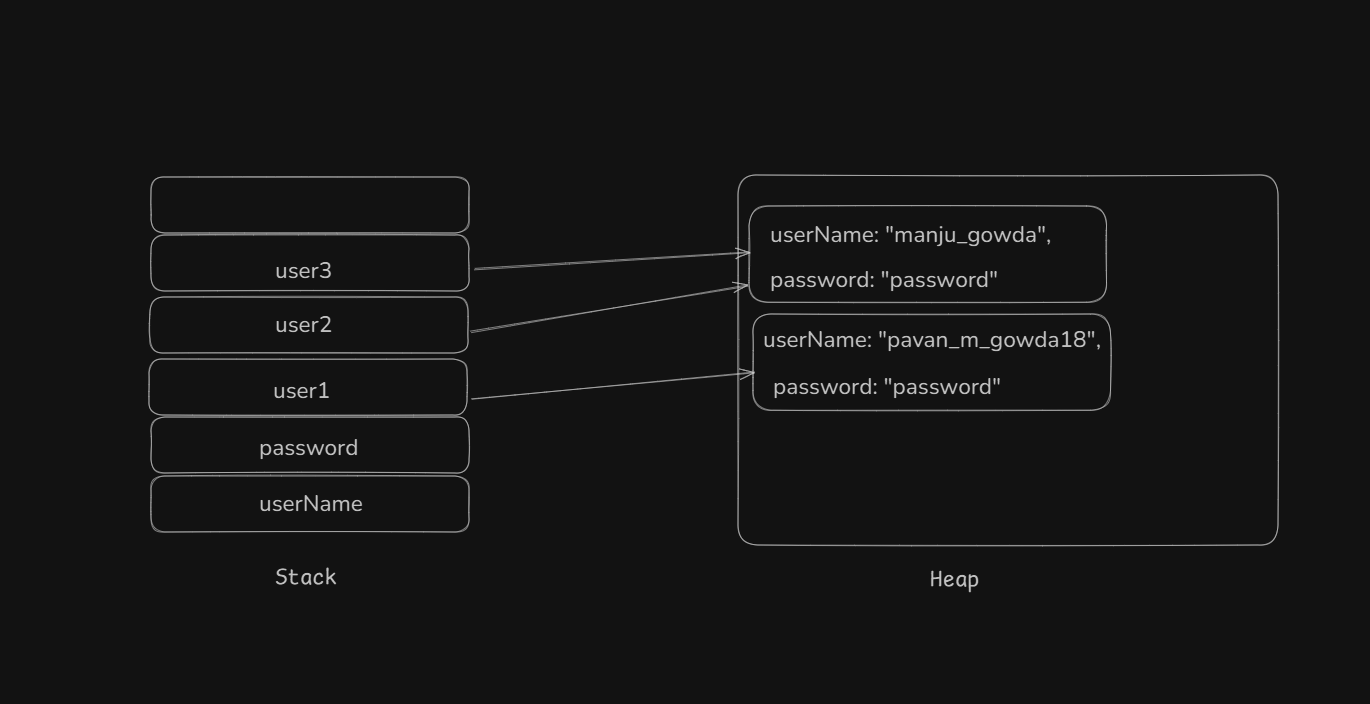 user3
user2
user1
password
userName
Stack
userName: "manju_gowda",
password: "password"
userName: "pavan_m_gowda18",
password: "password"
Heap